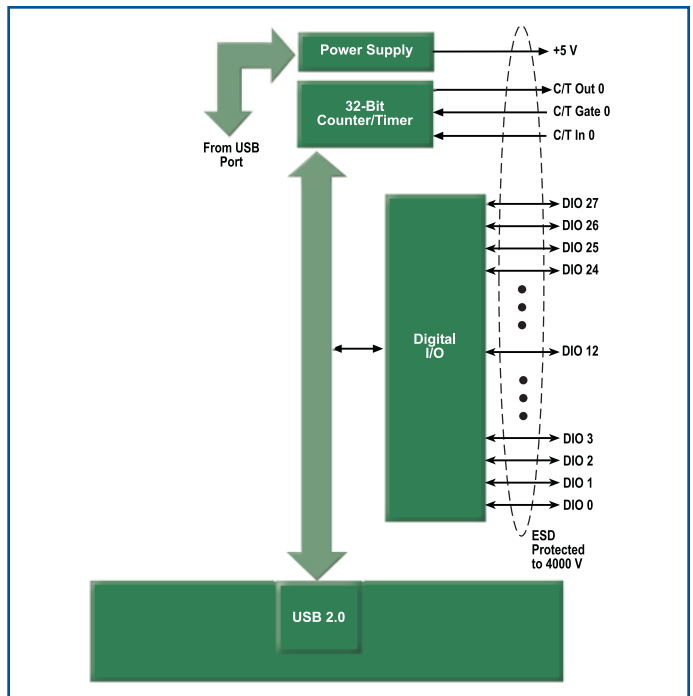 Power Supply
+5 V
32-Bit
Counter/Timer
C/T Out 0
C/T Gate 0
C/T In 0
From USB
Port
DIO 27
DIO 26
DIO 25
DIO 24
Digital
I/O
DIO 12
DIO 3
DIO 2
DIO 1
DIO 0
ESD
Protected
to 4000 V
USB 2.0